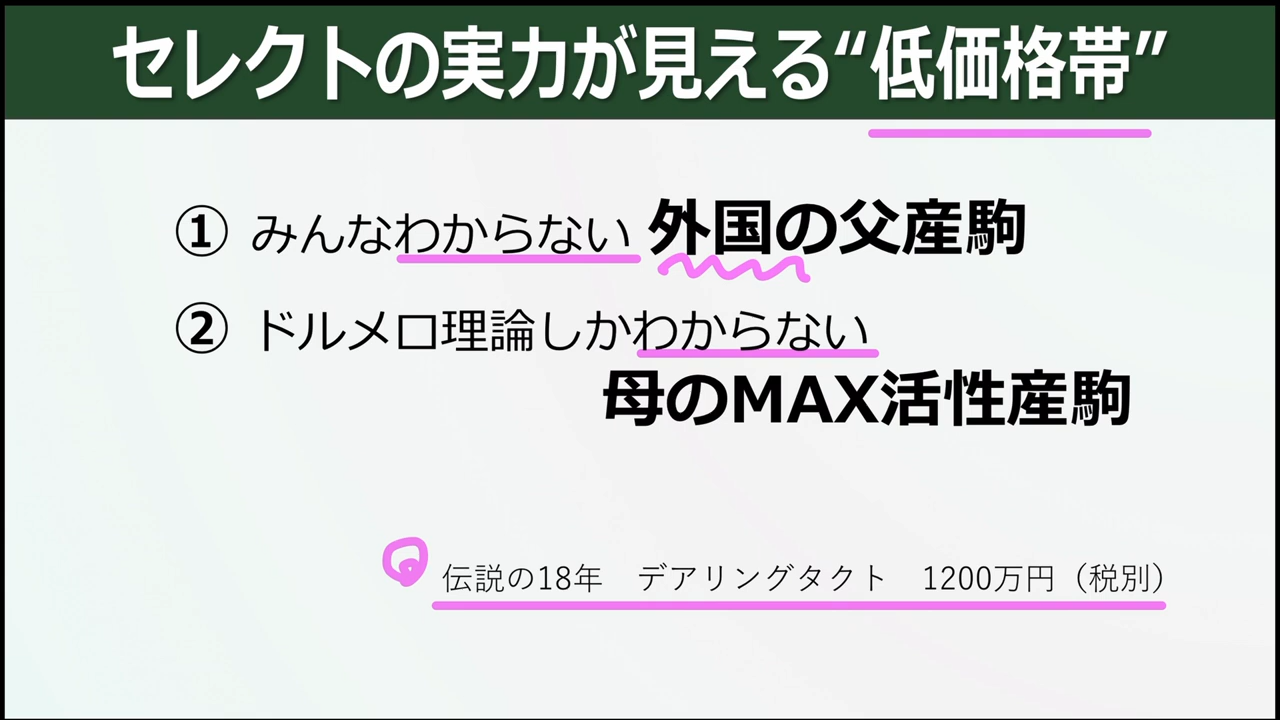 セレクトの実力が見える“低価格帯”
① みんなわからない 外国の父産駒
② ドルメロ理論しかわからない
母のMAX活性産駒
伝説の18年　デアリングタクト　1200万円（税別）